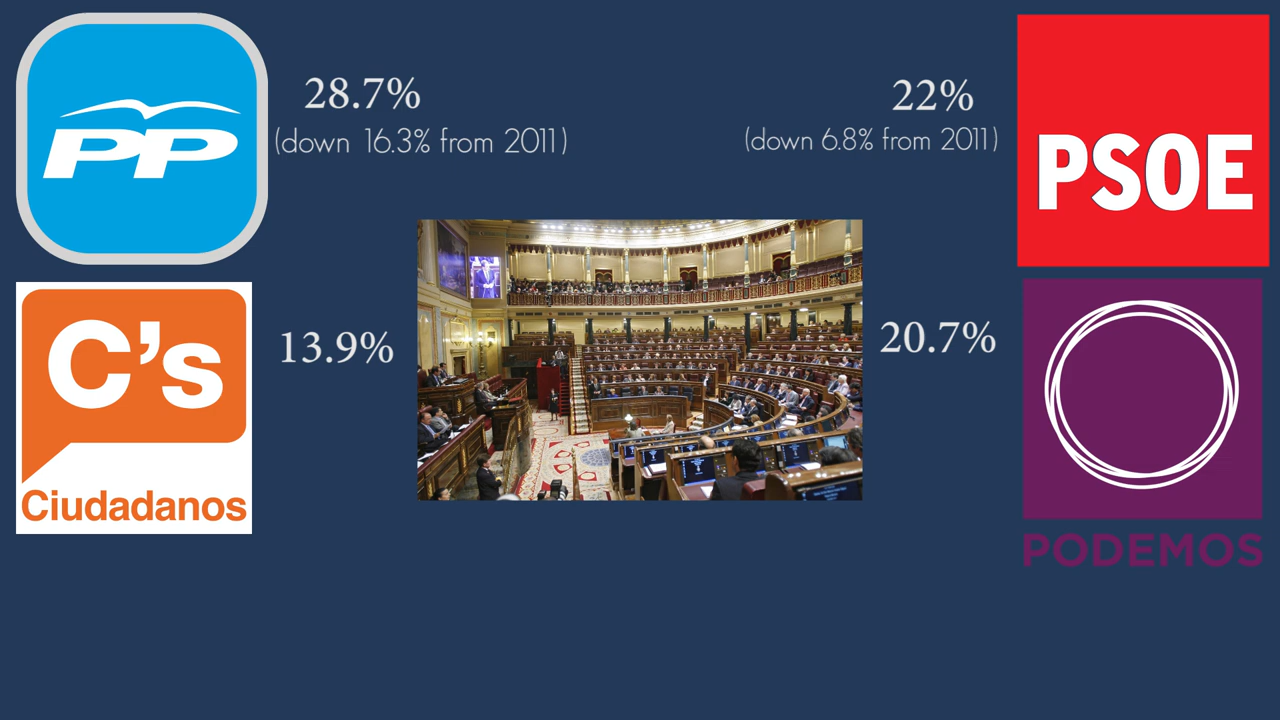 PP
28.7%
(down 16.3% from 2011)
22%
(down 6.8% from 2011)
PSOE
C's
Ciudadanos
13.9%
20.7%
PODEMOS